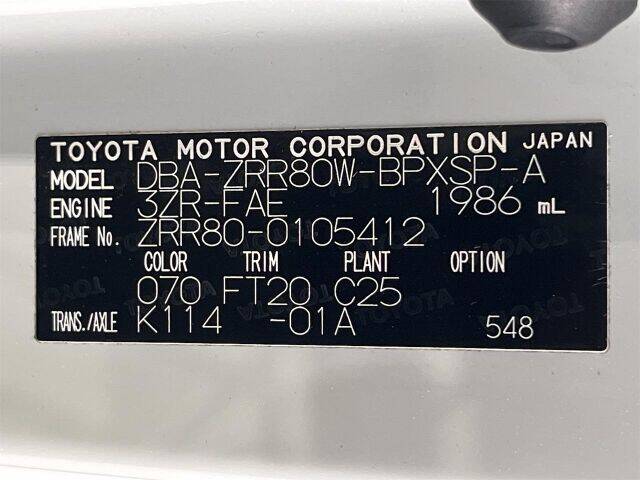 TOYOTA MOTOR CORPORATION JAPAN
MODEL DBA-ZRR80W-BPXSP-A
ENGINE 3ZR-FAE 1986 mL
FRAME No. ZRR80-0105412
COLOR TRIM PLANT OPTION
070 FT20 C25
TRANS./AXLE K114 -01A 548